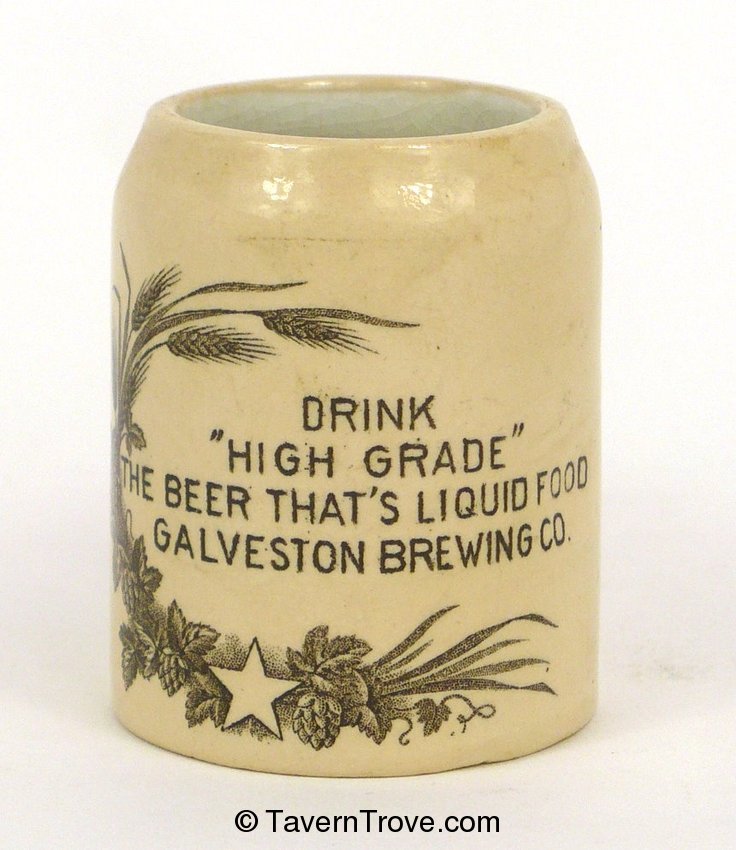 DRINK
"HIGH GRADE"
THE BEER THAT'S LIQUID FOOD
GALVESTON BREWING CO.
© TavernTrove.com